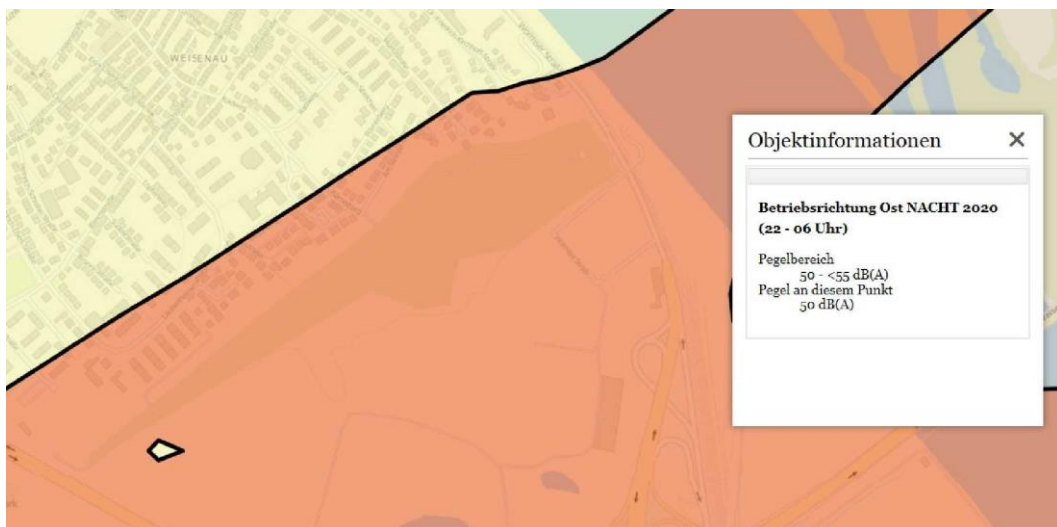 WEISENAU
Objektinformationen
Betriebsrichtung Ost NACHT 2020
(22 - 06 Uhr)
Pegelbereich
50 - <55 dB(A)
Pegel an diesem Punkt
50 dB(A)